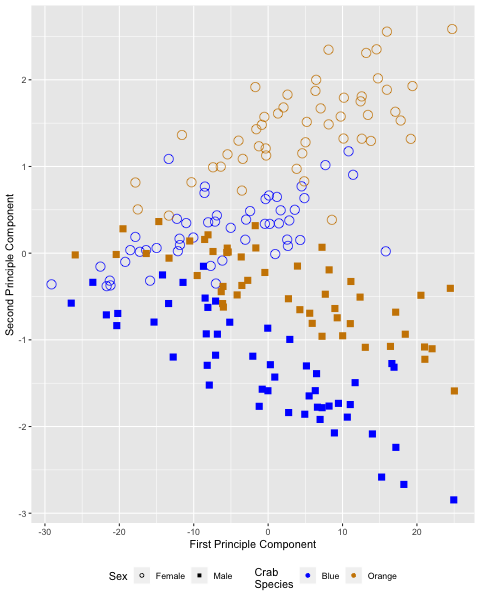 2
1
0
-1
-2
-3
Second Principle Component
-30 -20 -10 0 10 20
First Principle Component
Sex Female Male Crab Species Blue Orange